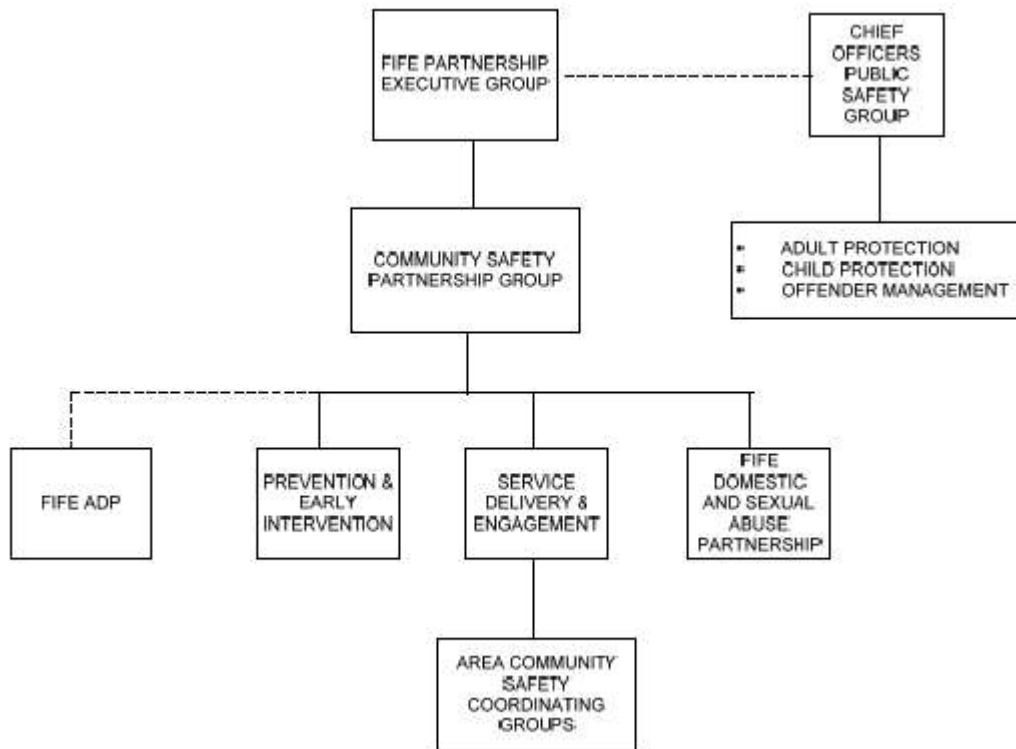 FIFE PARTNERSHIP
EXECUTIVE GROUP
CHIEF
OFFICERS
PUBLIC
SAFETY
GROUP
COMMUNITY SAFETY
PARTNERSHIP GROUP
• ADULT PROTECTION
• CHILD PROTECTION
• OFFENDER MANAGEMENT
FIFE ADP
PREVENTION &
EARLY
INTERVENTION
SERVICE
DELIVERY &
ENGAGEMENT
FIFE
DOMESTIC
AND SEXUAL
ABUSE
PARTNERSHIP
AREA COMMUNITY
SAFETY
COORDINATING
GROUPS